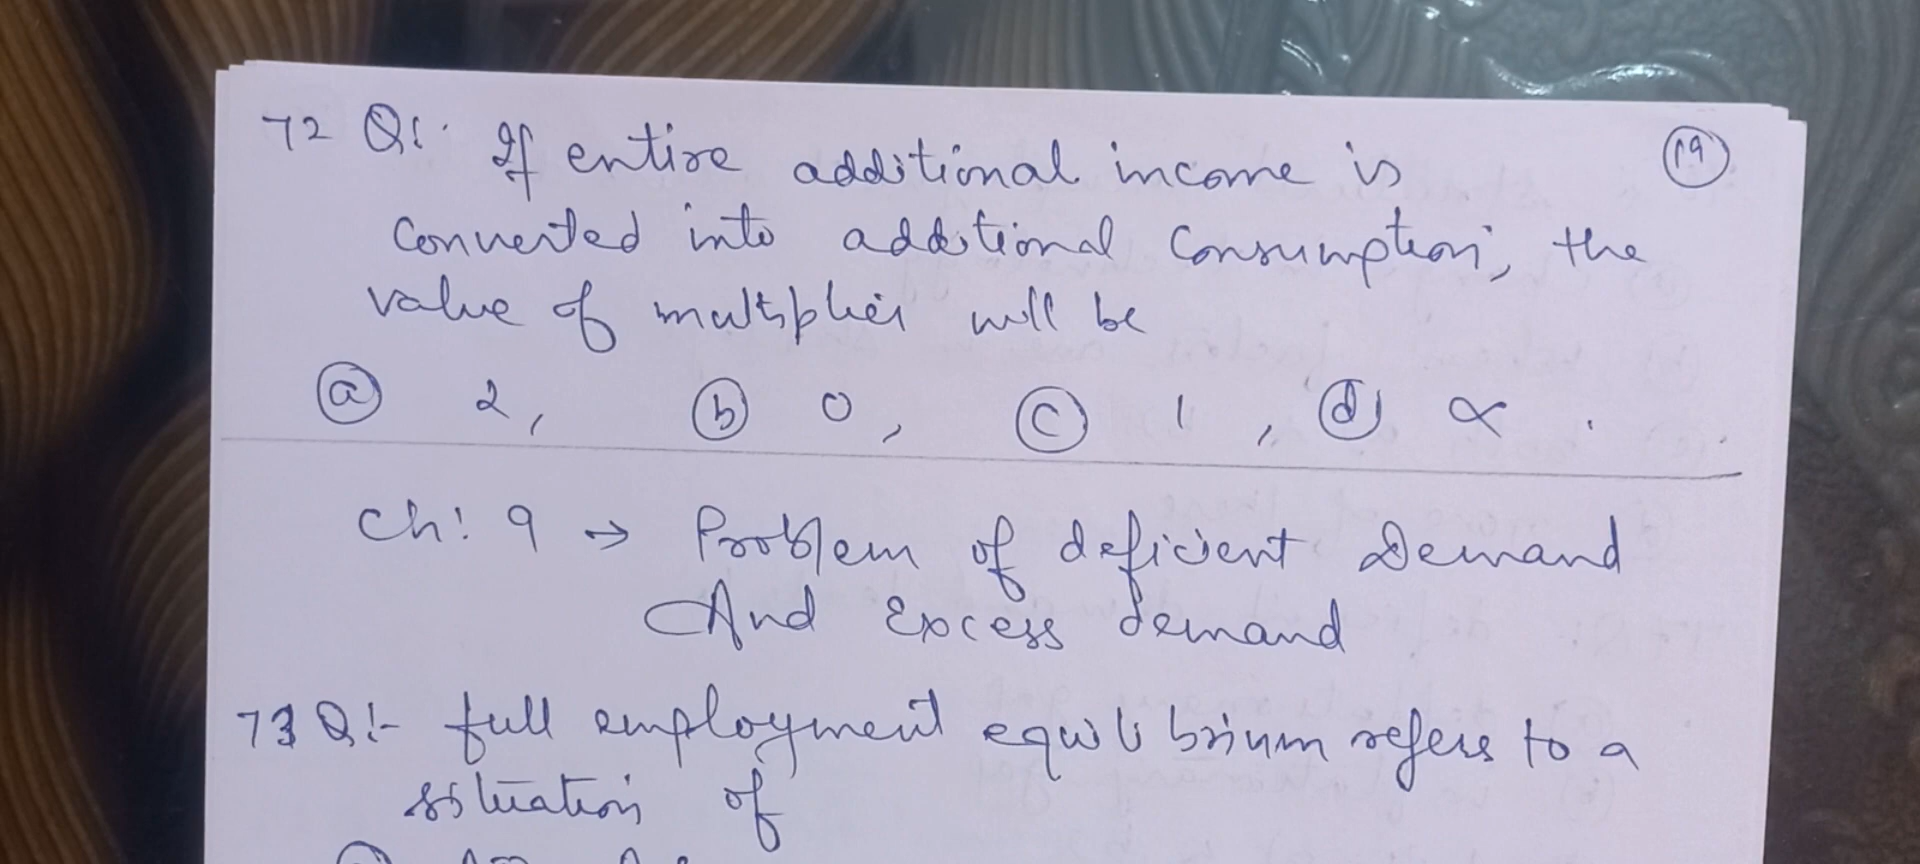 72 Q:. If entire additional income is
(19)
Converted into additional Consumption, the
value of multiplier will be
(a) 2, (b) 0, (c) 1, (d) ∝.
Ch: 9 → Problem of deficient Demand
And Excess demand
73 Q:- full employment equilibrium refers to a
situation of